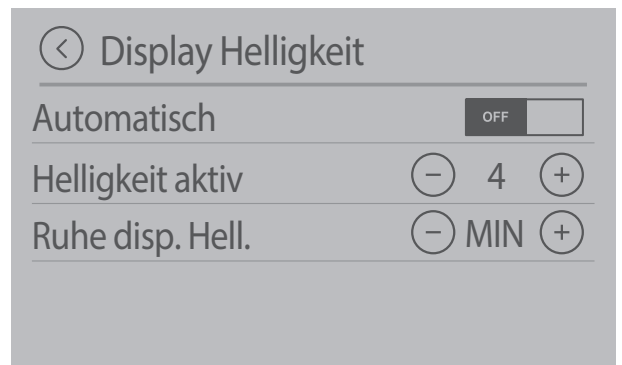 Display Helligkeit
Automatisch OFF
Helligkeit aktiv − 4 +
Ruhe disp. Hell. − MIN +